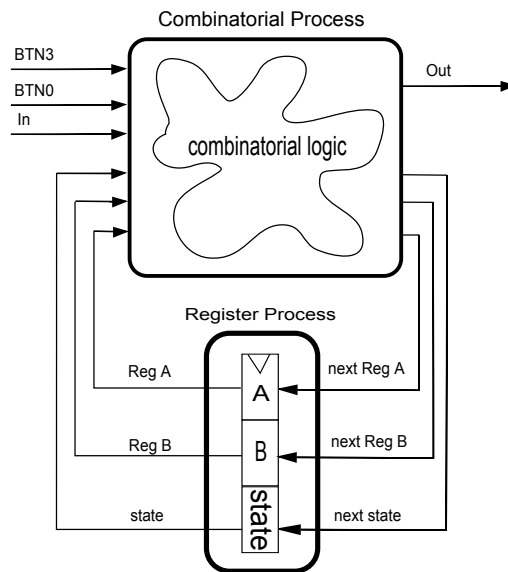 Combinatorial Process
BTN3
BTN0
In
Out
combinatorial logic
Register Process
Reg A
A
next Reg A
Reg B
B
next Reg B
state
state
next state